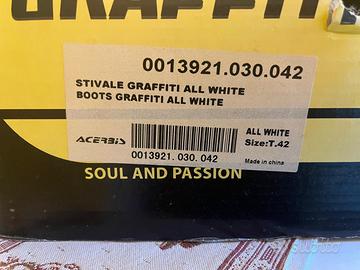 GRAFFITI
0013921.030.042
STIVALE GRAFFITI ALL WHITE
BOOTS GRAFFITI ALL WHITE
ACERBIS
ALL WHITE
Size:T.42
0013921.030.042
Made in china
SOUL AND PASSION
subito